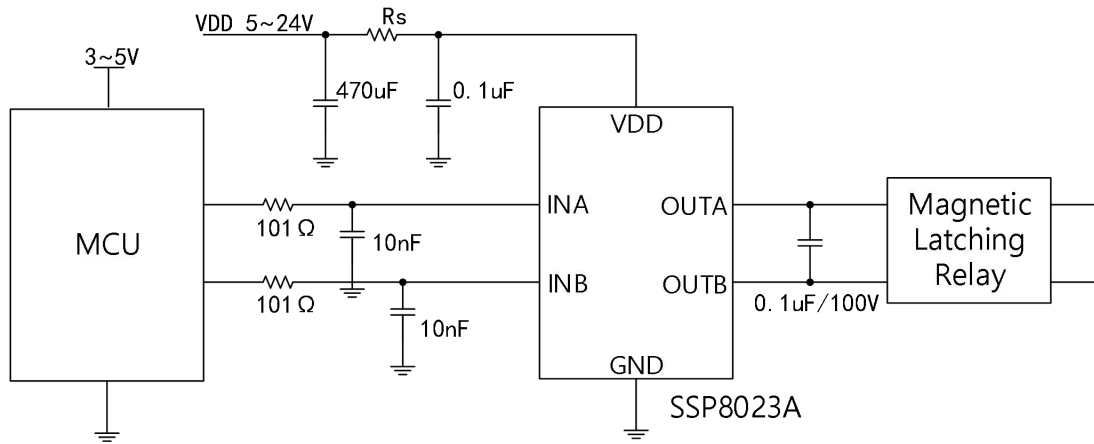 Rs
VDD 5~24V
3~5V
470uF
0.1uF
VDD
INA
OUTA
101Ω
10nF
MCU
Magnetic
Latching
Relay
INB
OUTB
101Ω
0.1uF/100V
10nF
GND
SSP8023A